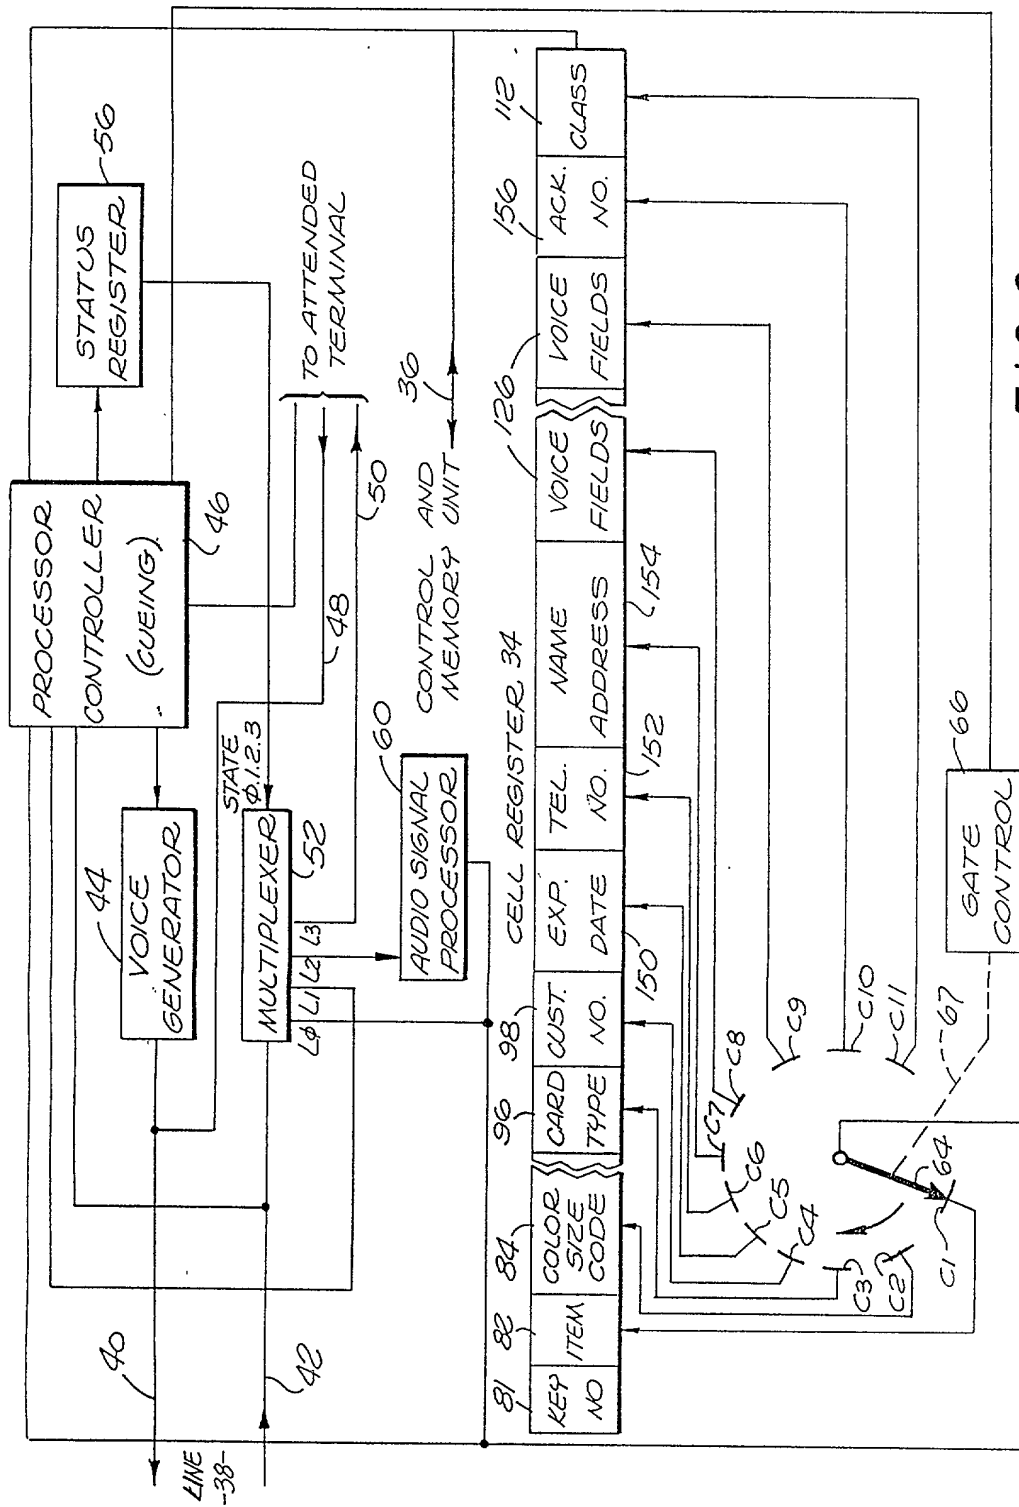 PROCESSOR
CONTROLLER
(CUEING)
46
STATUS
REGISTER
56
44
VOICE
GENERATOR
STATE
Φ.1.2.3
MULTIPLEXER
52
LΦ L1 L2 L3
60
AUDIO SIGNAL
PROCESSOR
48
50
TO ATTENDED
TERMINAL
40
LINE
-38-
42
CONTROL AND
MEMORY UNIT
36
CELL REGISTER 34
81
KEY
NO
82
ITEM
84
COLOR
SIZE
CODE
96
CARD
TYPE
98
CUST.
NO.
EXP.
DATE
150
TEL.
NO.
152
NAME
ADDRESS
154
VOICE
FIELDS
126
VOICE
FIELDS
156
ACK.
NO.
112
CLASS
C1
C2
C3
C4
C5
C6
C7
C8
C9
C10
C11
64
67
66
GATE
CONTROL